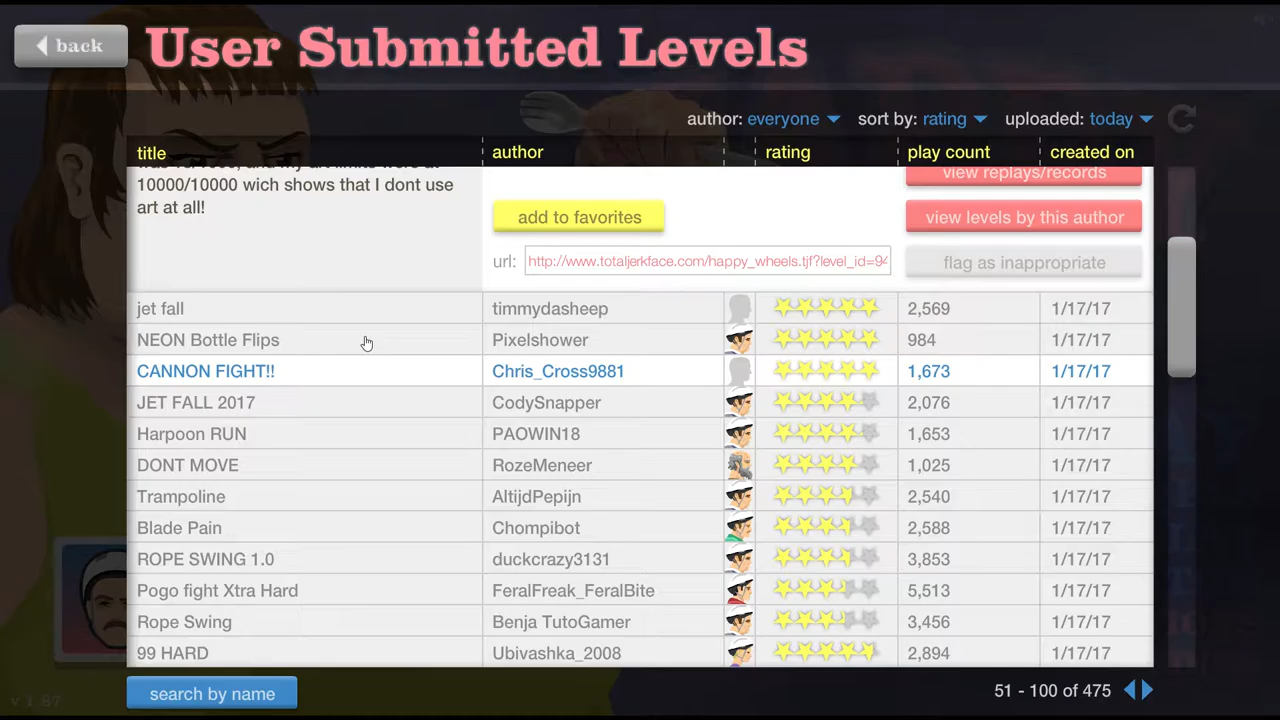 back
User Submitted Levels
author: everyone sort by: rating uploaded: today
title author rating play count created on
10000/10000 wich shows that I dont use
art at all!
view replays/records
add to favorites
view levels by this author
url: http://www.totaljerkface.com/happy_wheels.tjf?level_id=9
flag as inappropriate
jet fall timmydasheep 2,569 1/17/17
NEON Bottle Flips Pixelshower 984 1/17/17
CANNON FIGHT!! Chris_Cross9881 1,673 1/17/17
JET FALL 2017 CodySnapper 2,076 1/17/17
Harpoon RUN PAOWIN18 1,653 1/17/17
DONT MOVE RozeMeneer 1,025 1/17/17
Trampoline AltijdPepijn 2,540 1/17/17
Blade Pain Chompibot 2,588 1/17/17
ROPE SWING 1.0 duckcrazy3131 3,853 1/17/17
Pogo fight Xtra Hard FeralFreak_FeralBite 5,513 1/17/17
Rope Swing Benja TutoGamer 3,456 1/17/17
99 HARD Ubivashka_2008 2,894 1/17/17
search by name
51 - 100 of 475
v 1.87